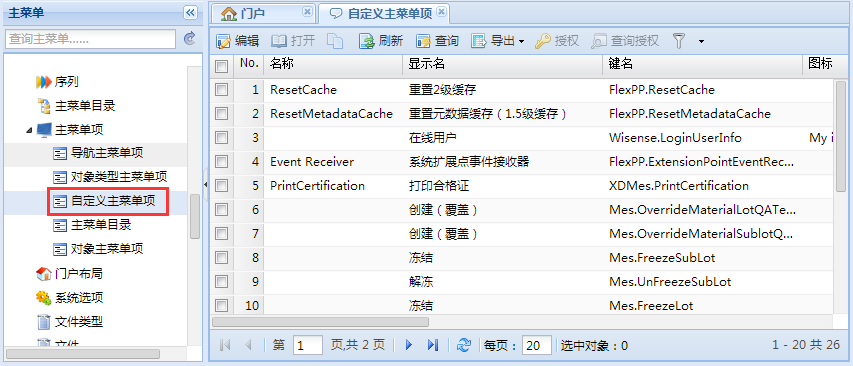 主菜单
查询主菜单......
序列
主菜单目录
主菜单项
导航主菜单项
对象类型主菜单项
自定义主菜单项
主菜单目录
对象主菜单项
门户布局
系统选项
文件类型
门户 自定义主菜单项
编辑 打开 刷新 查询 导出 授权 查询授权
No. 名称 显示名 键名 图标
1 ResetCache 重置2级缓存 FlexPP.ResetCache
2 ResetMetadataCache 重置元数据缓存（1.5级缓存） FlexPP.ResetMetadataCache
3 在线用户 Wisense.LoginUserInfo My i
4 Event Receiver 系统扩展点事件接收器 FlexPP.ExtensionPointEventRec...
5 PrintCertification 打印合格证 XDMes.PrintCertification
6 创建（覆盖） Mes.OverrideMaterialLotQATe...
7 创建（覆盖） Mes.OverrideMaterialSublotQ...
8 冻结 Mes.FreezeSubLot
9 解冻 Mes.UnFreezeSubLot
10 冻结 Mes.FreezeLot
第 1 页,共 2 页 每页： 20 选中对象：0 1 - 20 共 26